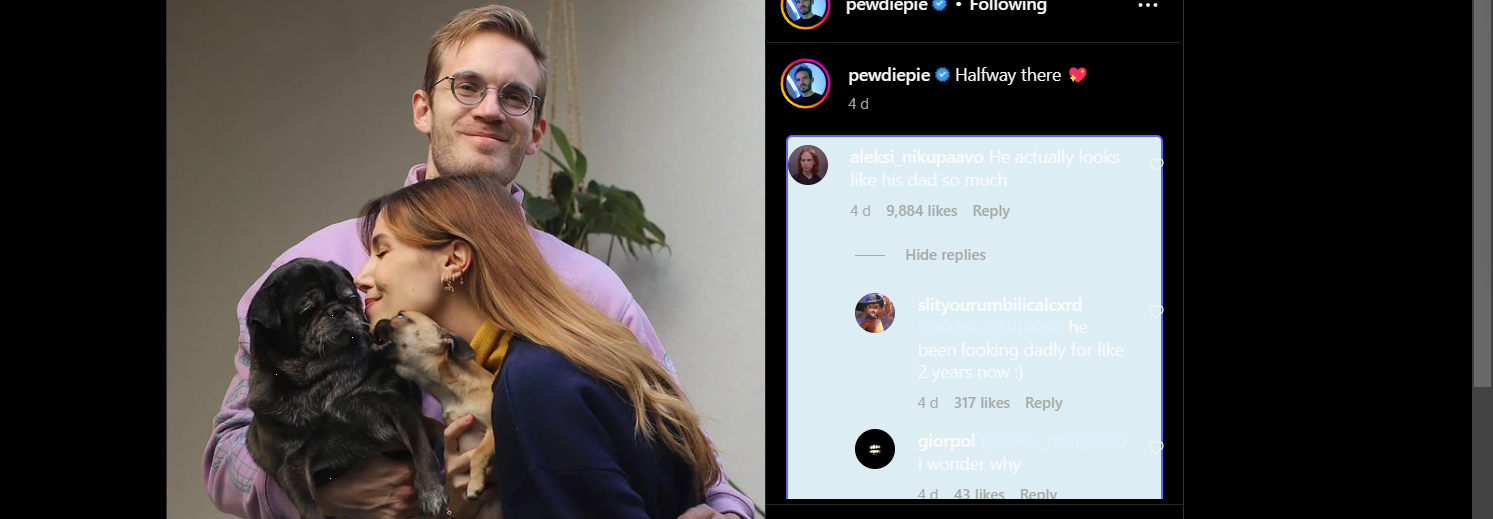 pewdiepie • Following
pewdiepie Halfway there 💖
4 d
aleksi_nikupaavo He actually looks
like his dad so much
4 d 9,884 likes Reply
Hide replies
slityourumbilicalcxrd
@aleksi_nikupaavo he
been looking dadly for like
2 years now :)
4 d 317 likes Reply
giorpol @aleksi_nikupaavo
i wonder why
4 d 43 likes Reply